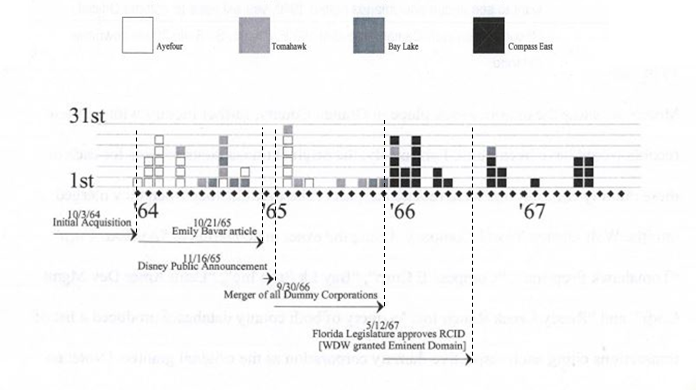 Ayefour Tomahawk Bay Lake Compass East
31st
1st
'64 '65 '66 '67
10/3/64
Initial Acquisition
10/21/65
Emily Bavar article
11/16/65
Disney Public Announcement
9/30/66
Merger of all Dummy Corporations
5/12/67
Florida Legislature approves RCID
[WDW granted Eminent Domain]